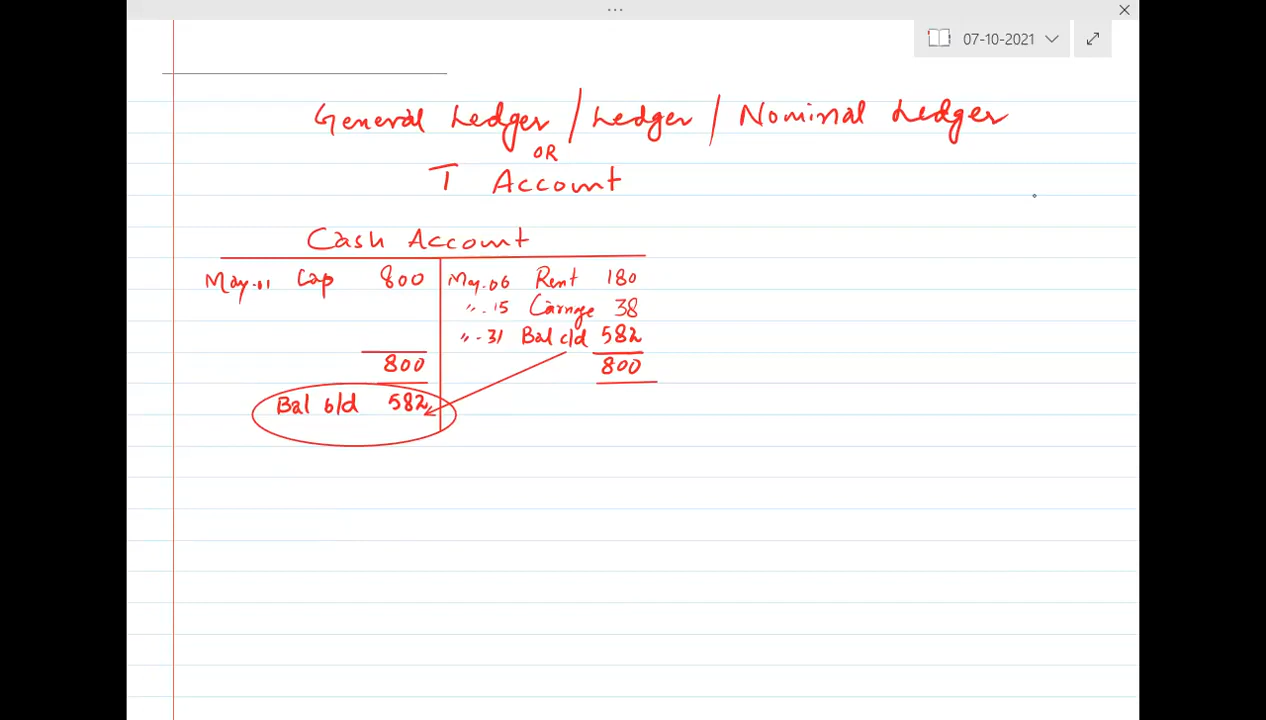 07-10-2021
General Ledger / Ledger / Nominal Ledger
OR
T Account
Cash Account
May.01 Cap 800 May.06 Rent 180
".15 Carriage 38
".31 Bal c/d 582
800 800
Bal b/d 582